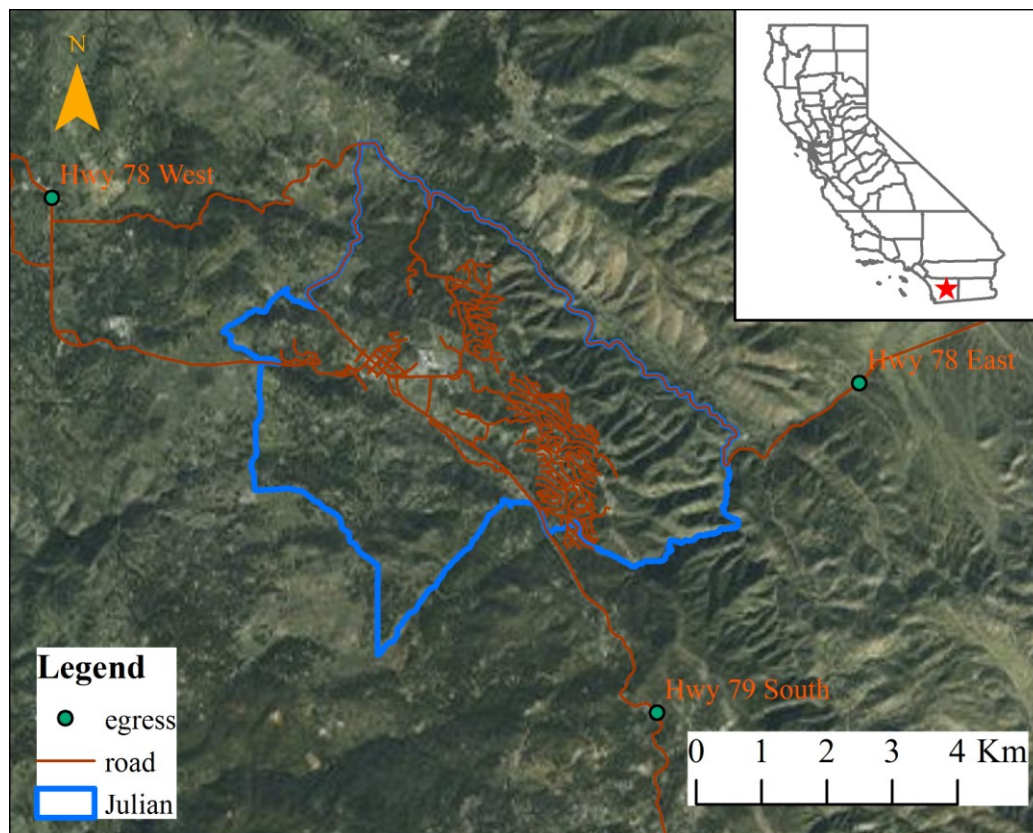 N
Hwy 78 West
Hwy 78 East
Hwy 79 South
Legend
egress
road
Julian
0 1 2 3 4 Km